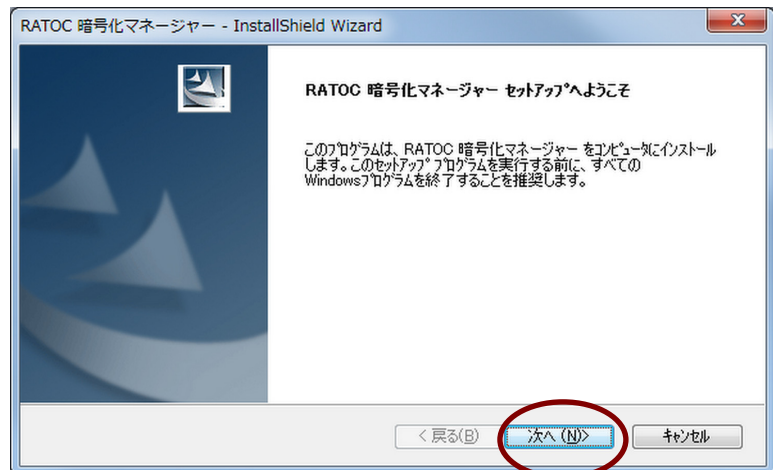 RATOC 暗号化マネージャー - InstallShield Wizard
RATOC 暗号化マネージャー ｾｯﾄｱｯﾌﾟへようこそ
このﾌﾟﾛｸﾞﾗﾑは、RATOC 暗号化マネージャー をｺﾝﾋﾟｭｰﾀにｲﾝｽﾄｰﾙ
します。このｾｯﾄｱｯﾌﾟ ﾌﾟﾛｸﾞﾗﾑを実行する前に、すべての
Windowsﾌﾟﾛｸﾞﾗﾑを終了することを推奨します。
< 戻る(B)
次へ (N)>
ｷｬﾝｾﾙ